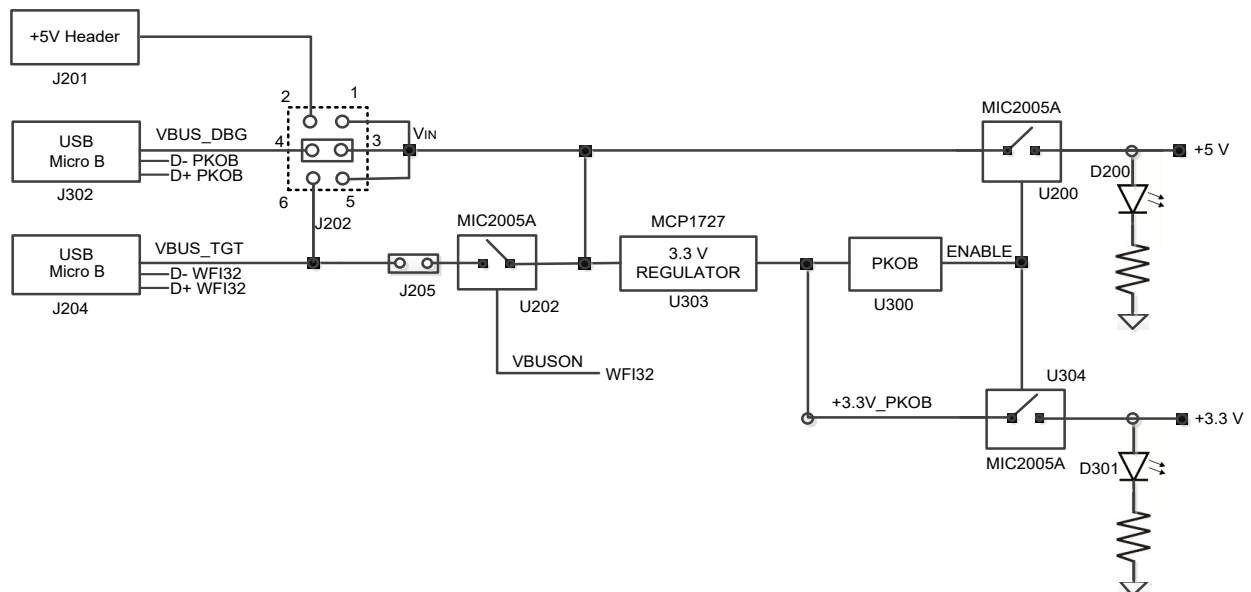 +5V Header
J201
2
1
MIC2005A
USB
Micro B
VBUS_DBG
D- PKOB
D+ PKOB
4
3
VIN
+5 V
D200
U200
J302
6
5
J202
USB
Micro B
VBUS_TGT
D- WFI32
D+ WFI32
J204
J205
MIC2005A
U202
MCP1727
3.3 V
REGULATOR
U303
PKOB
U300
ENABLE
VBUSON
WFI32
U304
+3.3V_PKOB
MIC2005A
+3.3 V
D301